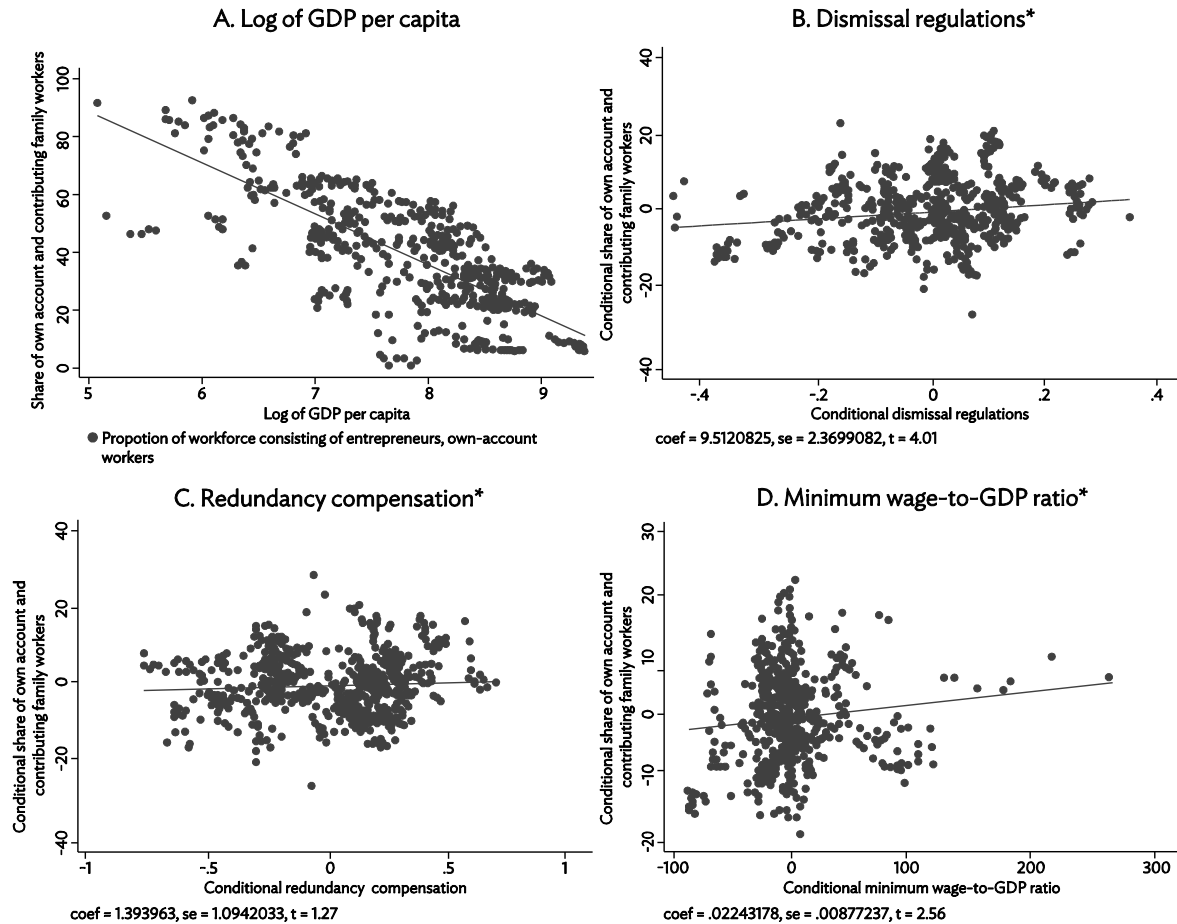 A. Log of GDP per capita
Share of own account and contributing family workers
100
80
60
40
20
0
5 6 7 8 9
Log of GDP per capita
Propotion of workforce consisting of entrepreneurs, own-account
workers
B. Dismissal regulations*
Conditional share of own account and
contributing family workers
40
20
0
-20
-40
-.4 -.2 0 .2 .4
Conditional dismissal regulations
coef = 9.5120825, se = 2.3699082, t = 4.01
C. Redundancy compensation*
Conditional share of own account and
contributing family workers
40
20
0
-20
-40
-1 -.5 0 .5 1
Conditional redundancy compensation
coef = 1.393963, se = 1.0942033, t = 1.27
D. Minimum wage-to-GDP ratio*
Conditional share of own account and
contributing family workers
30
20
10
0
-10
-20
-100 0 100 200 300
Conditional minimum wage-to-GDP ratio
coef = .02243178, se = .00877237, t = 2.56